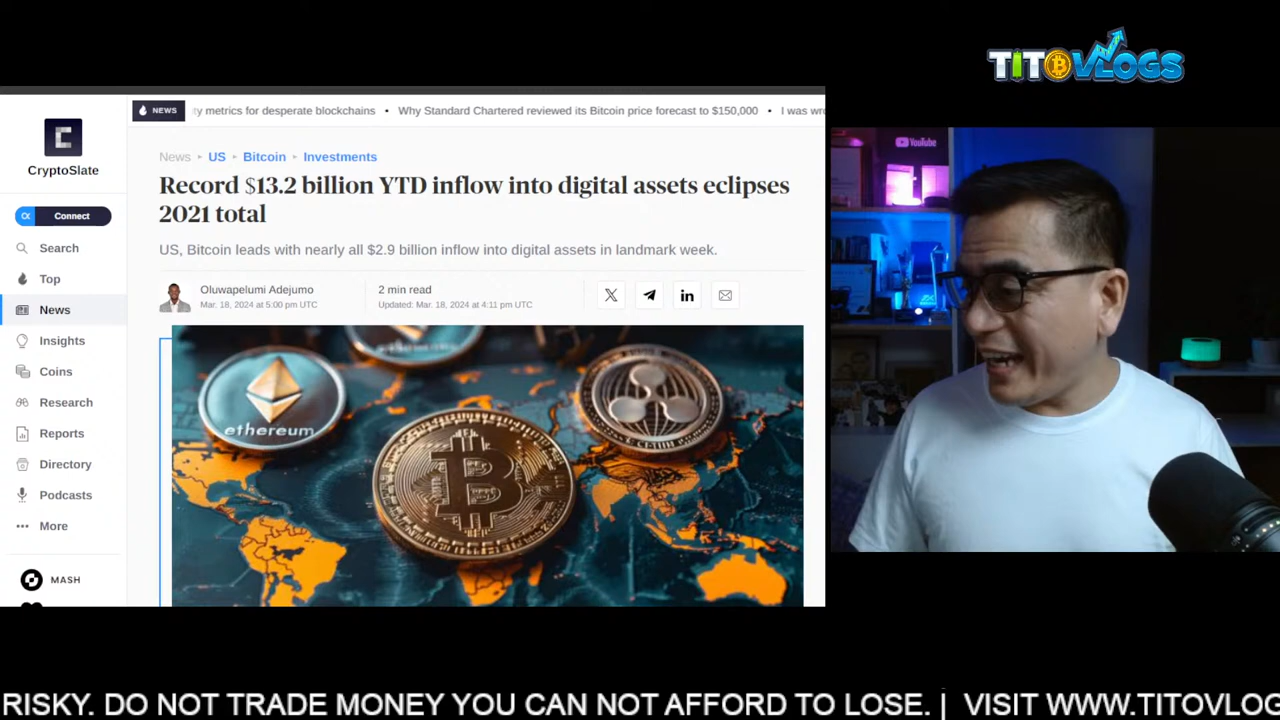 TITOVLOGS
NEWS
ty metrics for desperate blockchains • Why Standard Chartered reviewed its Bitcoin price forecast to $150,000 • I was wro
CryptoSlate
Connect
Search
Top
News
Insights
Coins
Research
Reports
Directory
Podcasts
More
MASH
News ▸ US ▸ Bitcoin ▸ Investments
Record $13.2 billion YTD inflow into digital assets eclipses
2021 total
US, Bitcoin leads with nearly all $2.9 billion inflow into digital assets in landmark week.
Oluwapelumi Adejumo
Mar. 18, 2024 at 5:00 pm UTC
2 min read
Updated: Mar. 18, 2024 at 4:11 pm UTC
ethereum
YouTube
RISKY. DO NOT TRADE MONEY YOU CAN NOT AFFORD TO LOSE. | VISIT WWW.TITOVLOG